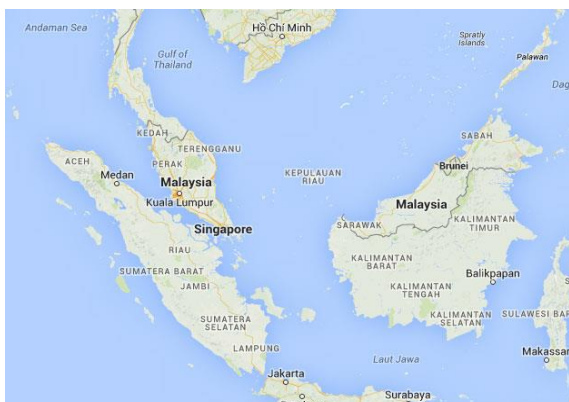 Andaman Sea
Hồ Chí Minh
Gulf of
Thailand
Spratly
Islands
Palawan
KEDAH
TERENGGANU
PERAK
ACEH
Medan
Malaysia
Kuala Lumpur
KEPULAUAN
RIAU
SABAH
Brunei
Malaysia
SARAWAK
Singapore
KALIMANTAN
TIMUR
RIAU
SUMATERA BARAT
JAMBI
KALIMANTAN
BARAT
Balikpapan
KALIMANTAN
TENGAH
SUMATERA
SELATAN
KALIMANTAN
SELATAN
SULAWESI BAR
LAMPUNG
Laut Jawa
Makassar
Jakarta
Surabaya